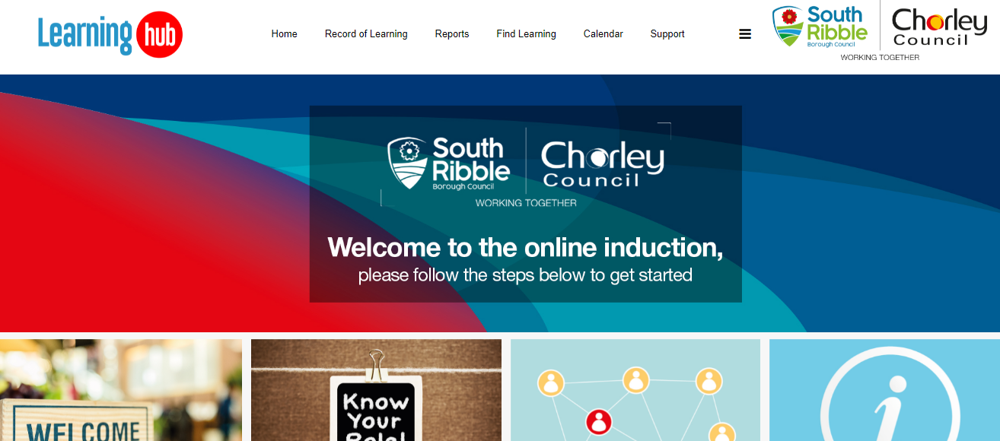 Learning hub
Home Record of Learning Reports Find Learning Calendar Support
South Ribble
Borough Council
Chorley
Council
WORKING TOGETHER
South
Ribble
Borough Council
Chorley
Council
WORKING TOGETHER
Welcome to the online induction,
please follow the steps below to get started
WELCOME
Know
Your
Role!
i